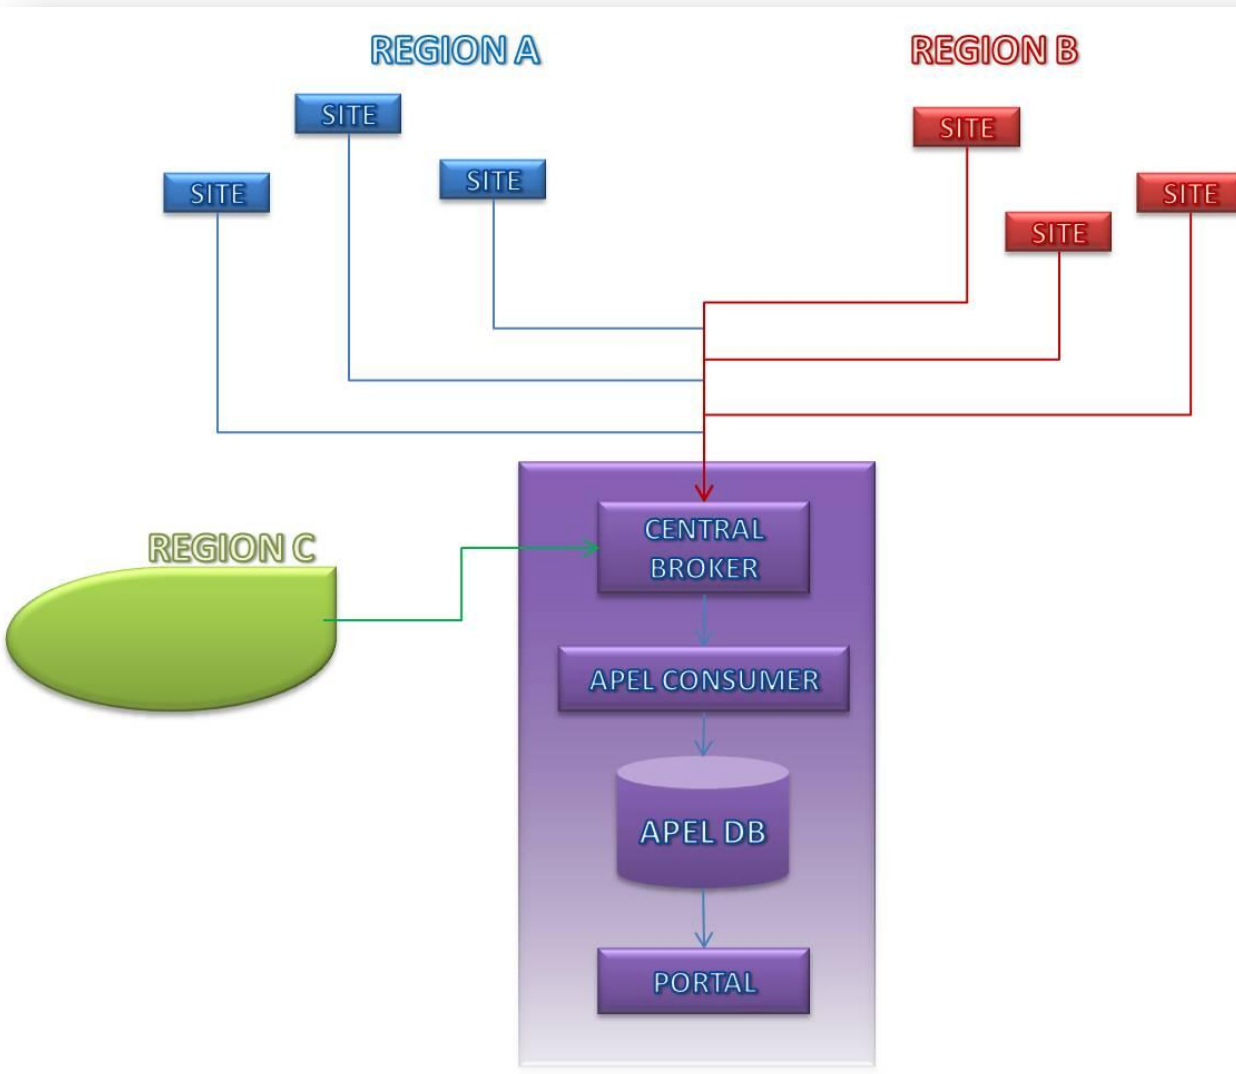 REGION A
REGION B
SITE
SITE
SITE
SITE
SITE
SITE
REGION C
CENTRAL
BROKER
APEL CONSUMER
APEL DB
PORTAL